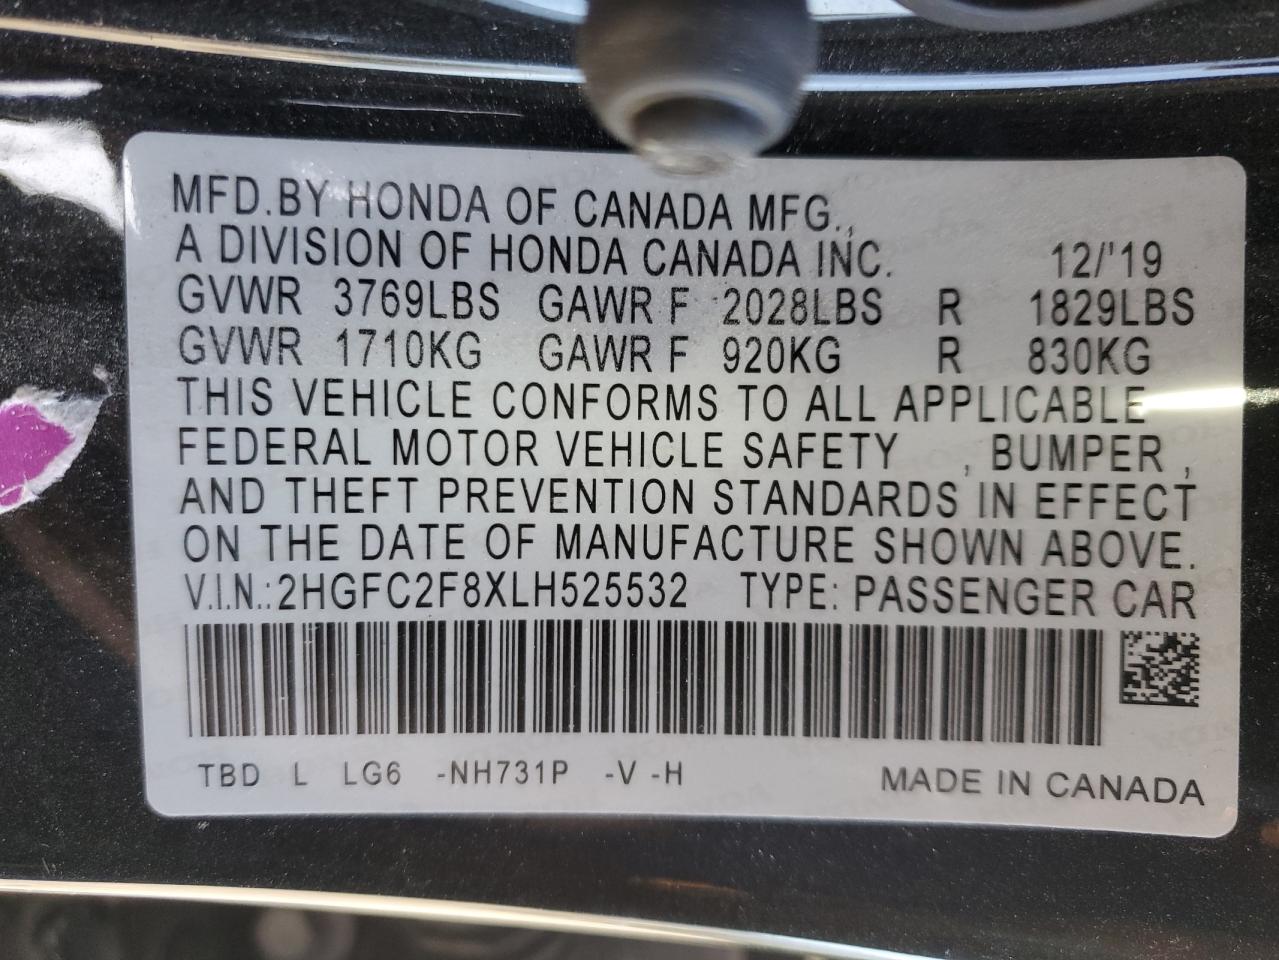 MFD.BY HONDA OF CANADA MFG.,
A DIVISION OF HONDA CANADA INC. 12/'19
GVWR 3769LBS GAWR F 2028LBS R 1829LBS
GVWR 1710KG GAWR F 920KG R 830KG
THIS VEHICLE CONFORMS TO ALL APPLICABLE
FEDERAL MOTOR VEHICLE SAFETY , BUMPER ,
AND THEFT PREVENTION STANDARDS IN EFFECT
ON THE DATE OF MANUFACTURE SHOWN ABOVE.
V.I.N.:2HGFC2F8XLH525532 TYPE: PASSENGER CAR
TBD L LG6 -NH731P -V -H MADE IN CANADA